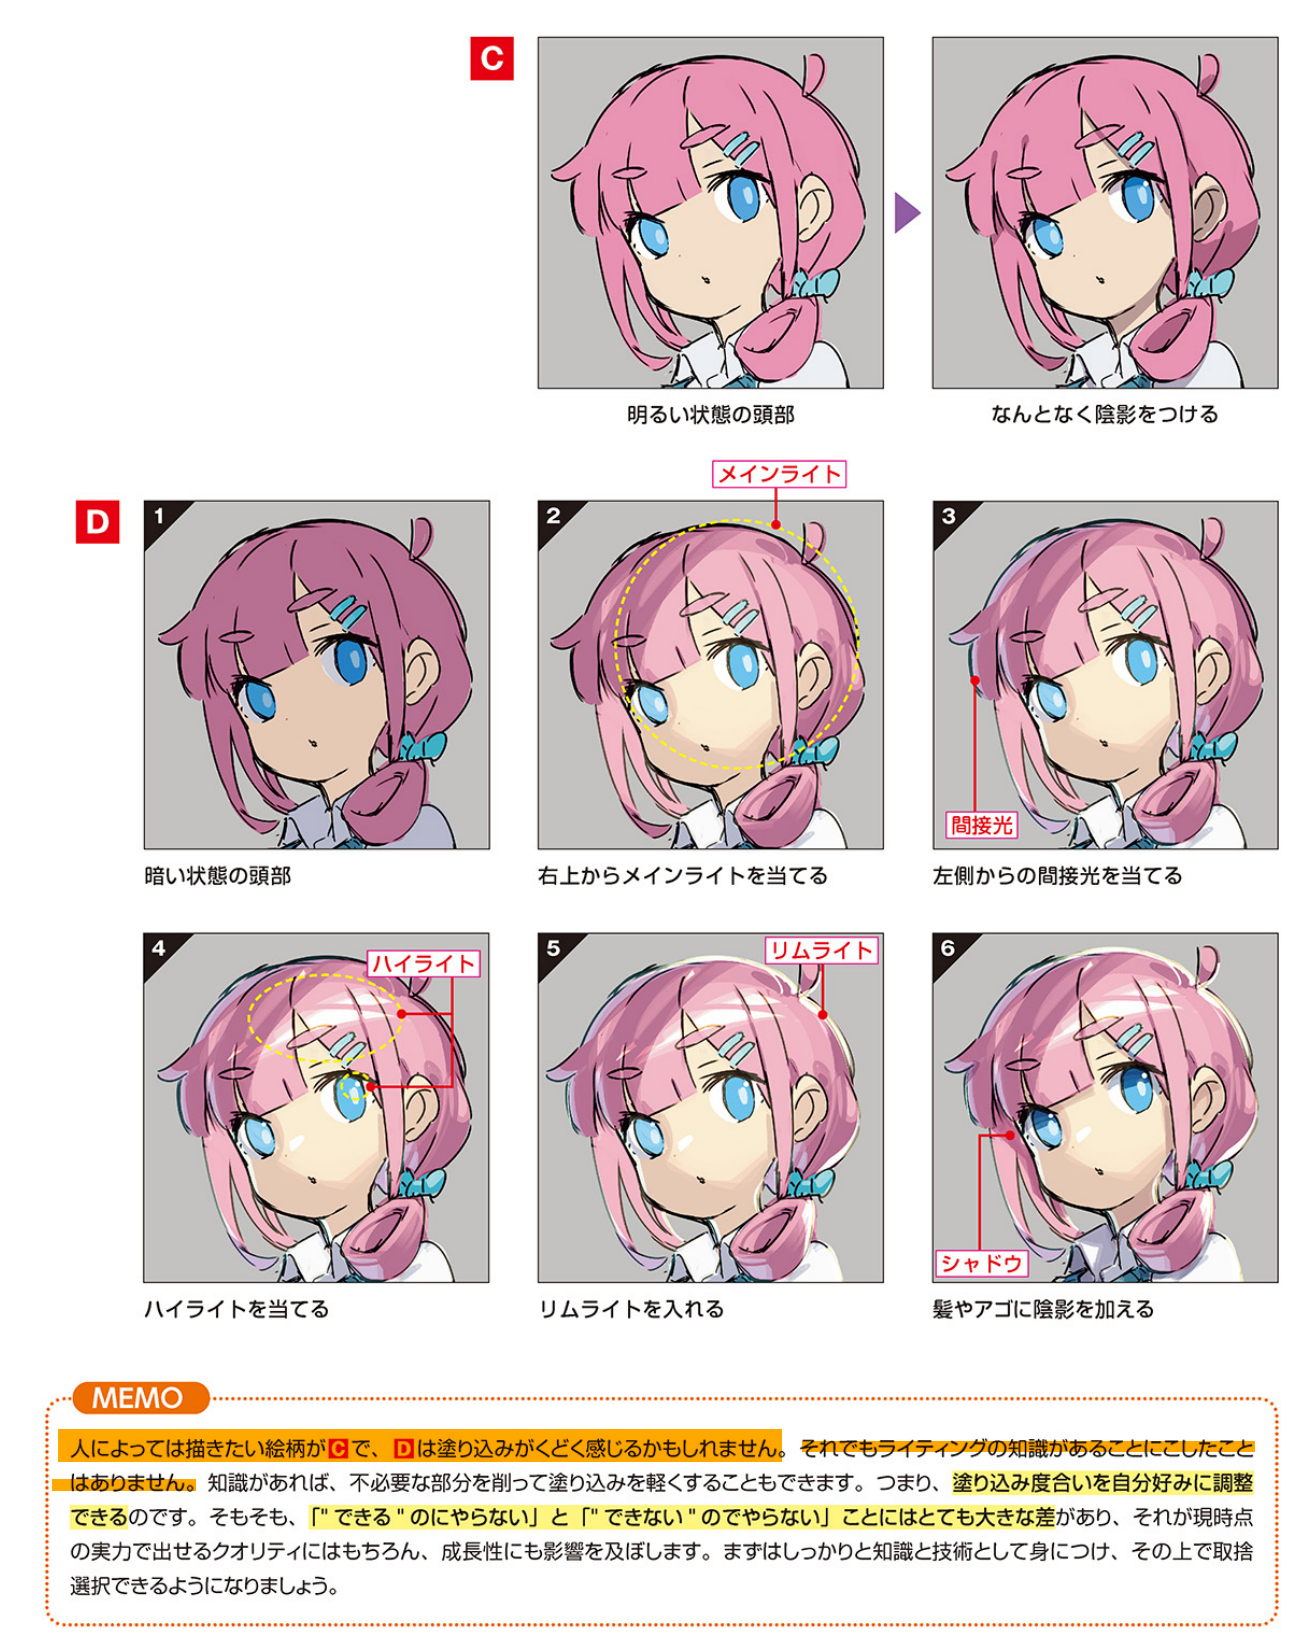 C
明るい状態の頭部
なんとなく陰影をつける
D
メインライト
1
2
3
間接光
暗い状態の頭部
右上からメインライトを当てる
左側からの間接光を当てる
4
ハイライト
5
リムライト
6
シャドウ
ハイライトを当てる
リムライトを入れる
髪やアゴに陰影を加える
MEMO
人によっては描きたい絵柄がCで、Dは塗り込みがくどく感じるかもしれません。それでもライティングの知識があることにこしたこと
はありません。知識があれば、不必要な部分を削って塗り込みを軽くすることもできます。つまり、塗り込み度合いを自分好みに調整
できるのです。そもそも、「"できる"のにやらない」と「"できない"のでやらない」ことにはとても大きな差があり、それが現時点
の実力で出せるクオリティにはもちろん、成長性にも影響を及ぼします。まずはしっかりと知識と技術として身につけ、その上で取捨
選択できるようになりましょう。